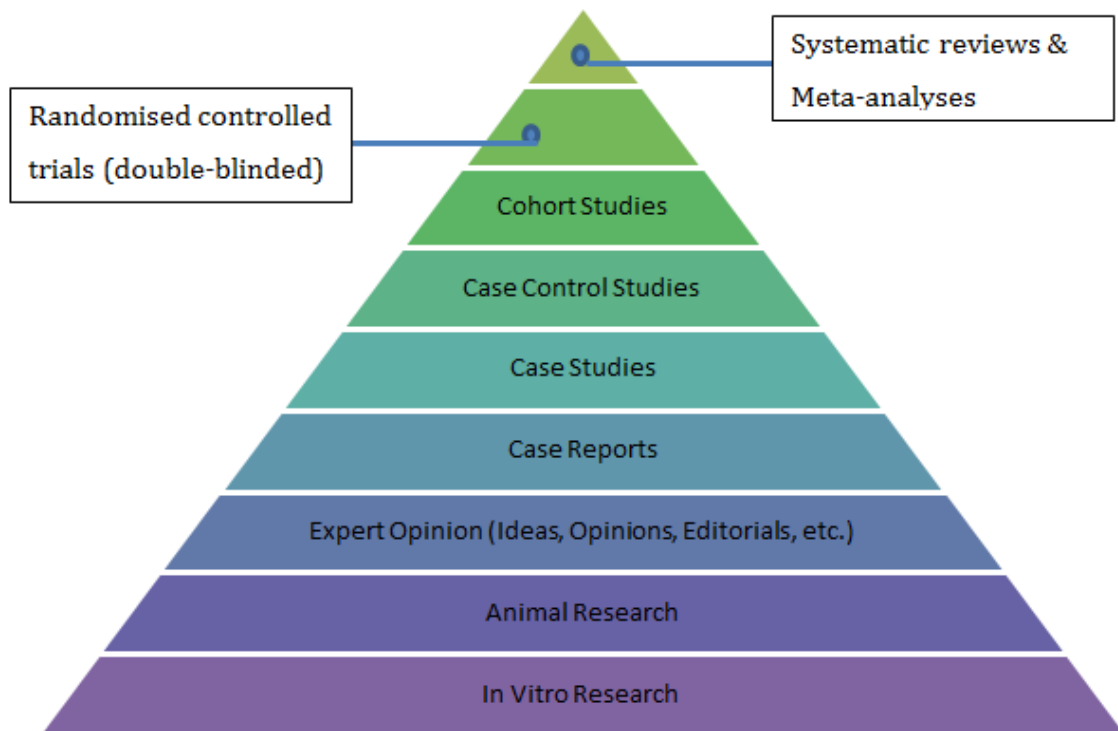 Systematic reviews &
Meta-analyses
Randomised controlled
trials (double-blinded)
Cohort Studies
Case Control Studies
Case Studies
Case Reports
Expert Opinion (Ideas, Opinions, Editorials, etc.)
Animal Research
In Vitro Research